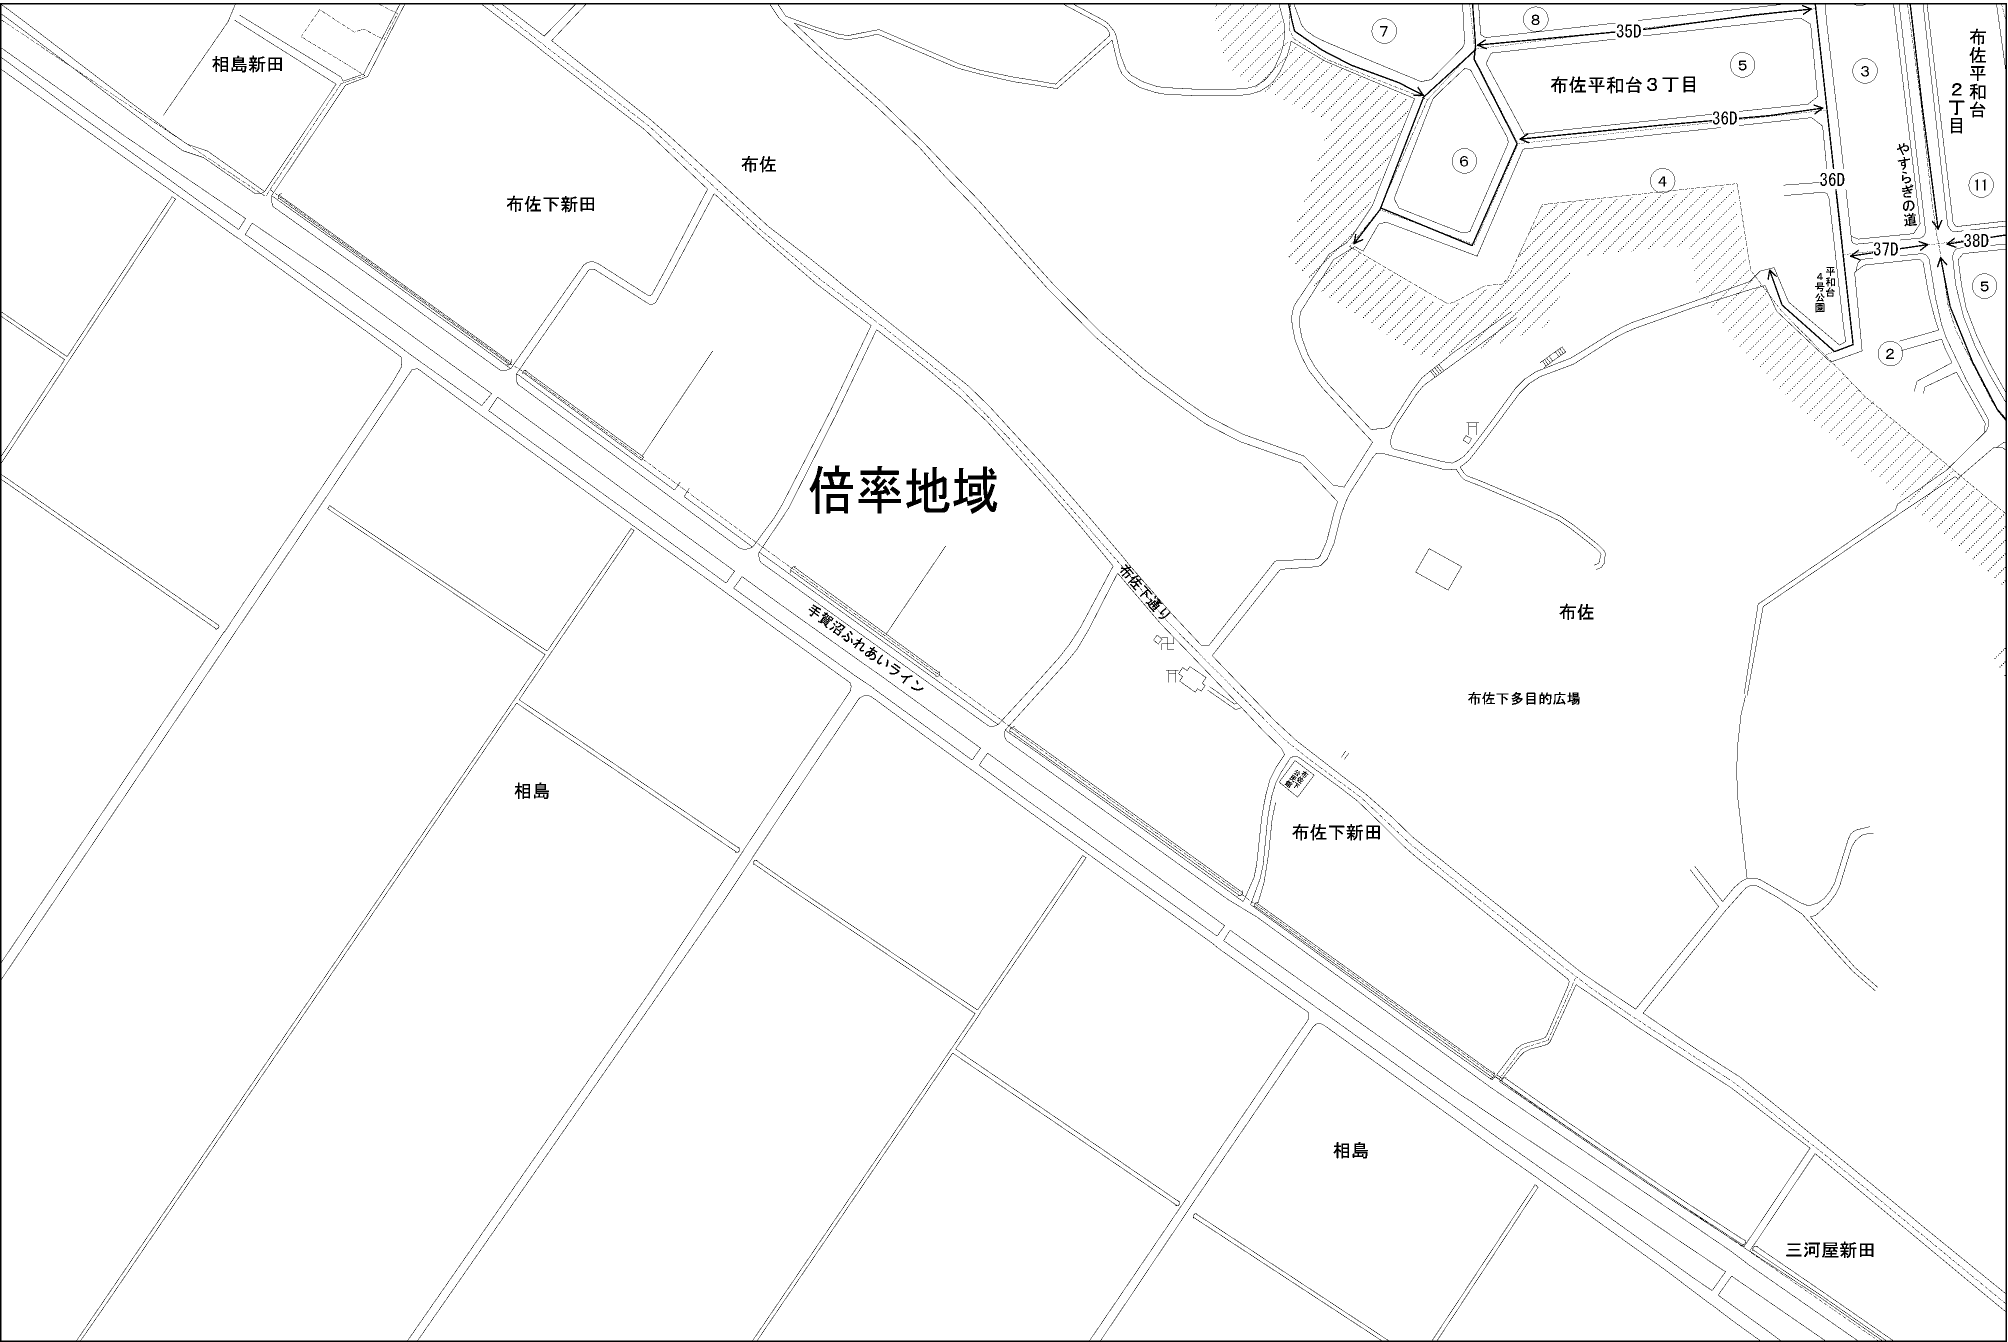 7
8
35D
相島新田
布佐平和台３丁目
5
3
布佐平和台
２丁目
36D
布佐
6
4
36D
やすらぎの道
11
布佐下新田
37D
38D
平和台
４号公園
5
2
倍率地域
布佐下通り
手賀沼ふれあいライン
布佐
布佐下多目的広場
相島
布佐下新田
相島
三河屋新田